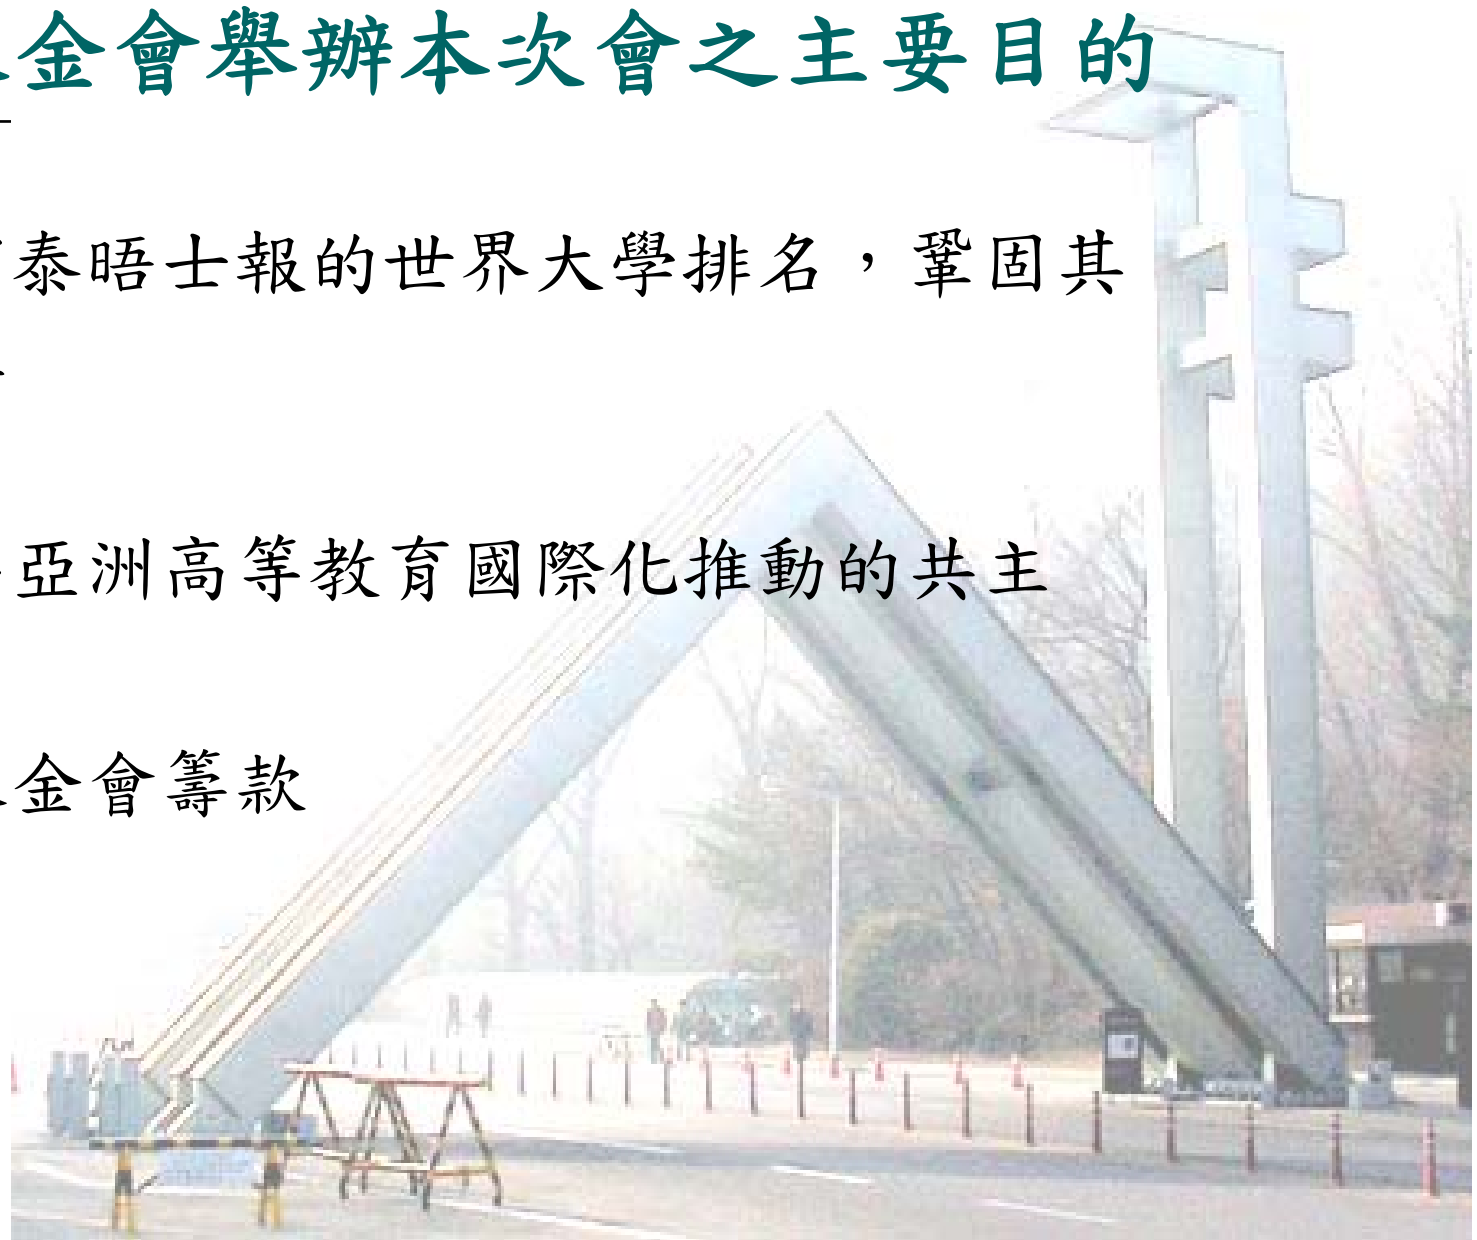 金會舉辦本次會之主要目的
泰晤士報的世界大學排名，鞏固其
亞洲高等教育國際化推動的共主
金會籌款